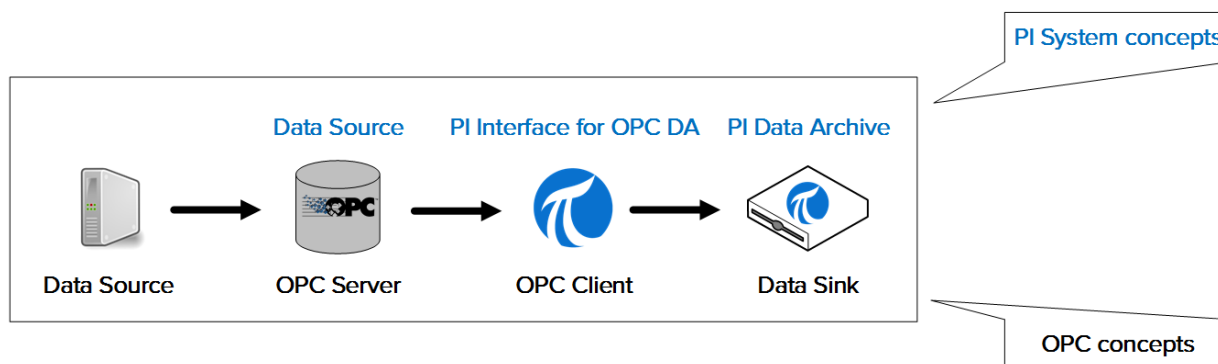 PI System concepts
Data Source PI Interface for OPC DA PI Data Archive
OPC
Data Source OPC Server OPC Client Data Sink
OPC concepts